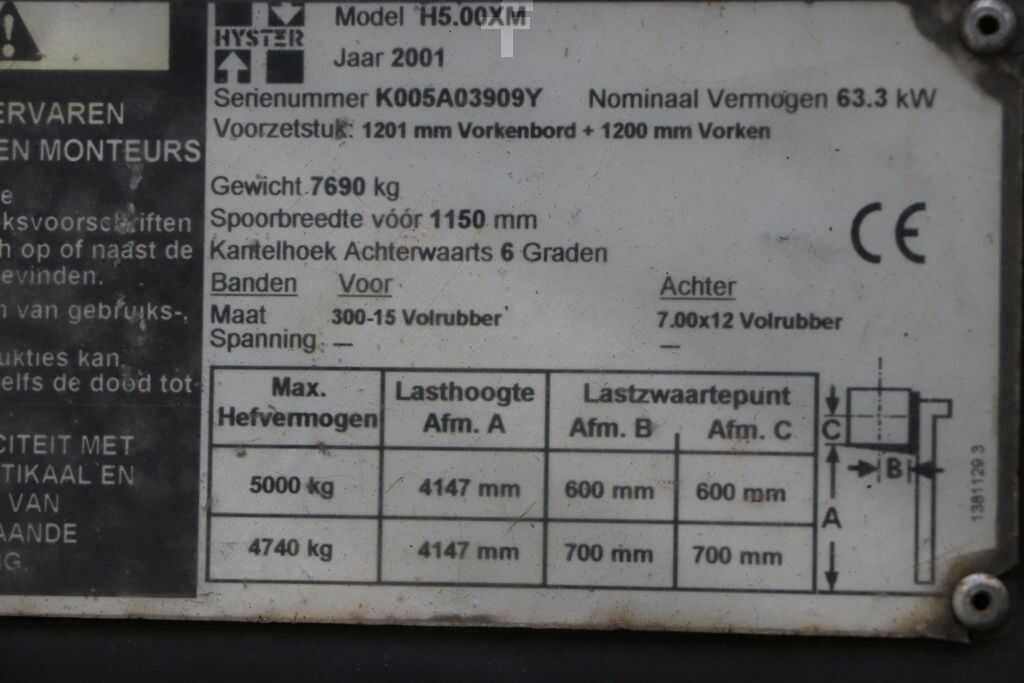 ERVAREN
EN MONTEURS
e
ksvoorschriften
h op of naast de
evinden.
n van gebruiks-,
ukties kan
elfs de dood tot
CITEIT MET
TIKAAL EN
VAN
AANDE
NG.
HYSTER
Model H5.00XM
Jaar 2001
Serienummer K005A03909Y Nominaal Vermogen 63.3 kW
Voorzetstuk: 1201 mm Vorkenbord + 1200 mm Vorken
Gewicht 7690 kg
Spoorbreedte vóór 1150 mm
Kantelhoek Achterwaarts 6 Graden
CE
Banden Voor Achter
Maat 300-15 Volrubber 7.00x12 Volrubber
Spanning — —
Max. Lasthoogte Lastzwaartepunt
Hefvermogen Afm. A Afm. B Afm. C
5000 kg 4147 mm 600 mm 600 mm
4740 kg 4147 mm 700 mm 700 mm
C
B
A
1381129 3